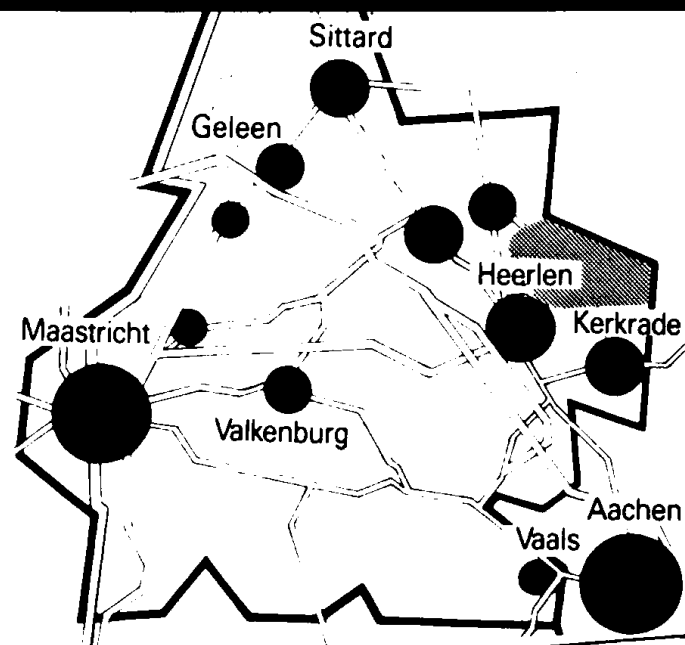 Sittard
Geleen
Heerlen
Maastricht
Kerkrade
Valkenburg
Aachen
Vaals